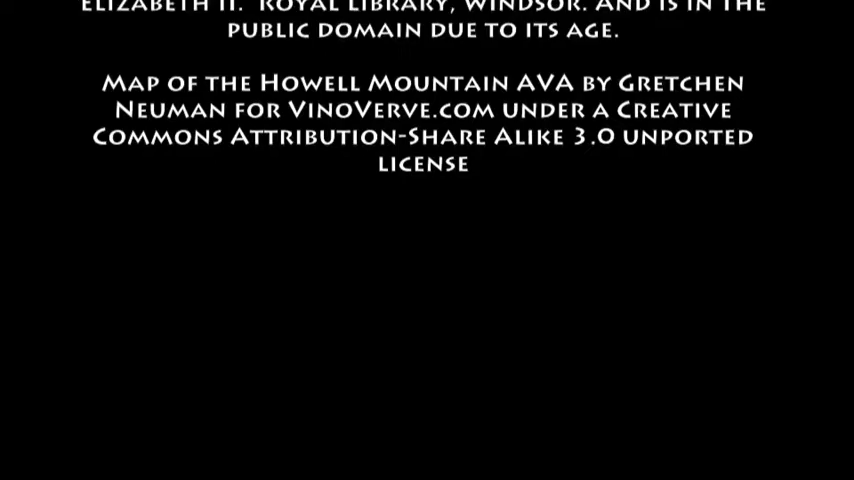 ELIZABETH II. ROYAL LIBRARY, WINDSOR. AND IS IN THE
PUBLIC DOMAIN DUE TO ITS AGE.
MAP OF THE HOWELL MOUNTAIN AVA BY GRETCHEN
NEUMAN FOR VINOVERVE.COM UNDER A CREATIVE
COMMONS ATTRIBUTION-SHARE ALIKE 3.0 UNPORTED
LICENSE